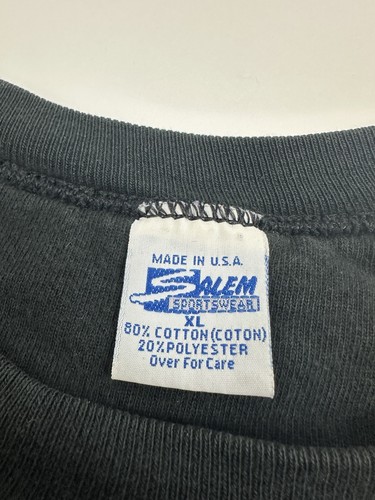 MADE IN U.S.A.
SALEM
SPORTSWEAR
XL
80% COTTON (COTON)
20% POLYESTER
Over For Care